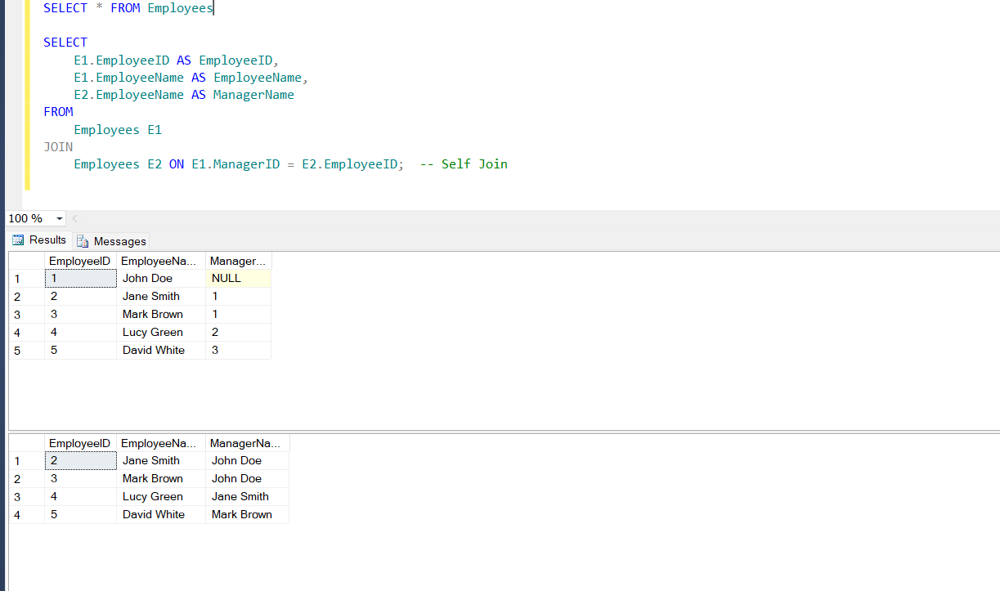 SELECT * FROM Employees
SELECT
E1.EmployeeID AS EmployeeID,
E1.EmployeeName AS EmployeeName,
E2.EmployeeName AS ManagerName
FROM
Employees E1
JOIN
Employees E2 ON E1.ManagerID = E2.EmployeeID;  -- Self Join
100 %
Results Messages
EmployeeID EmployeeNa... Manager...
1 1 John Doe NULL
2 2 Jane Smith 1
3 3 Mark Brown 1
4 4 Lucy Green 2
5 5 David White 3
EmployeeID EmployeeNa... ManagerNa...
1 2 Jane Smith John Doe
2 3 Mark Brown John Doe
3 4 Lucy Green Jane Smith
4 5 David White Mark Brown